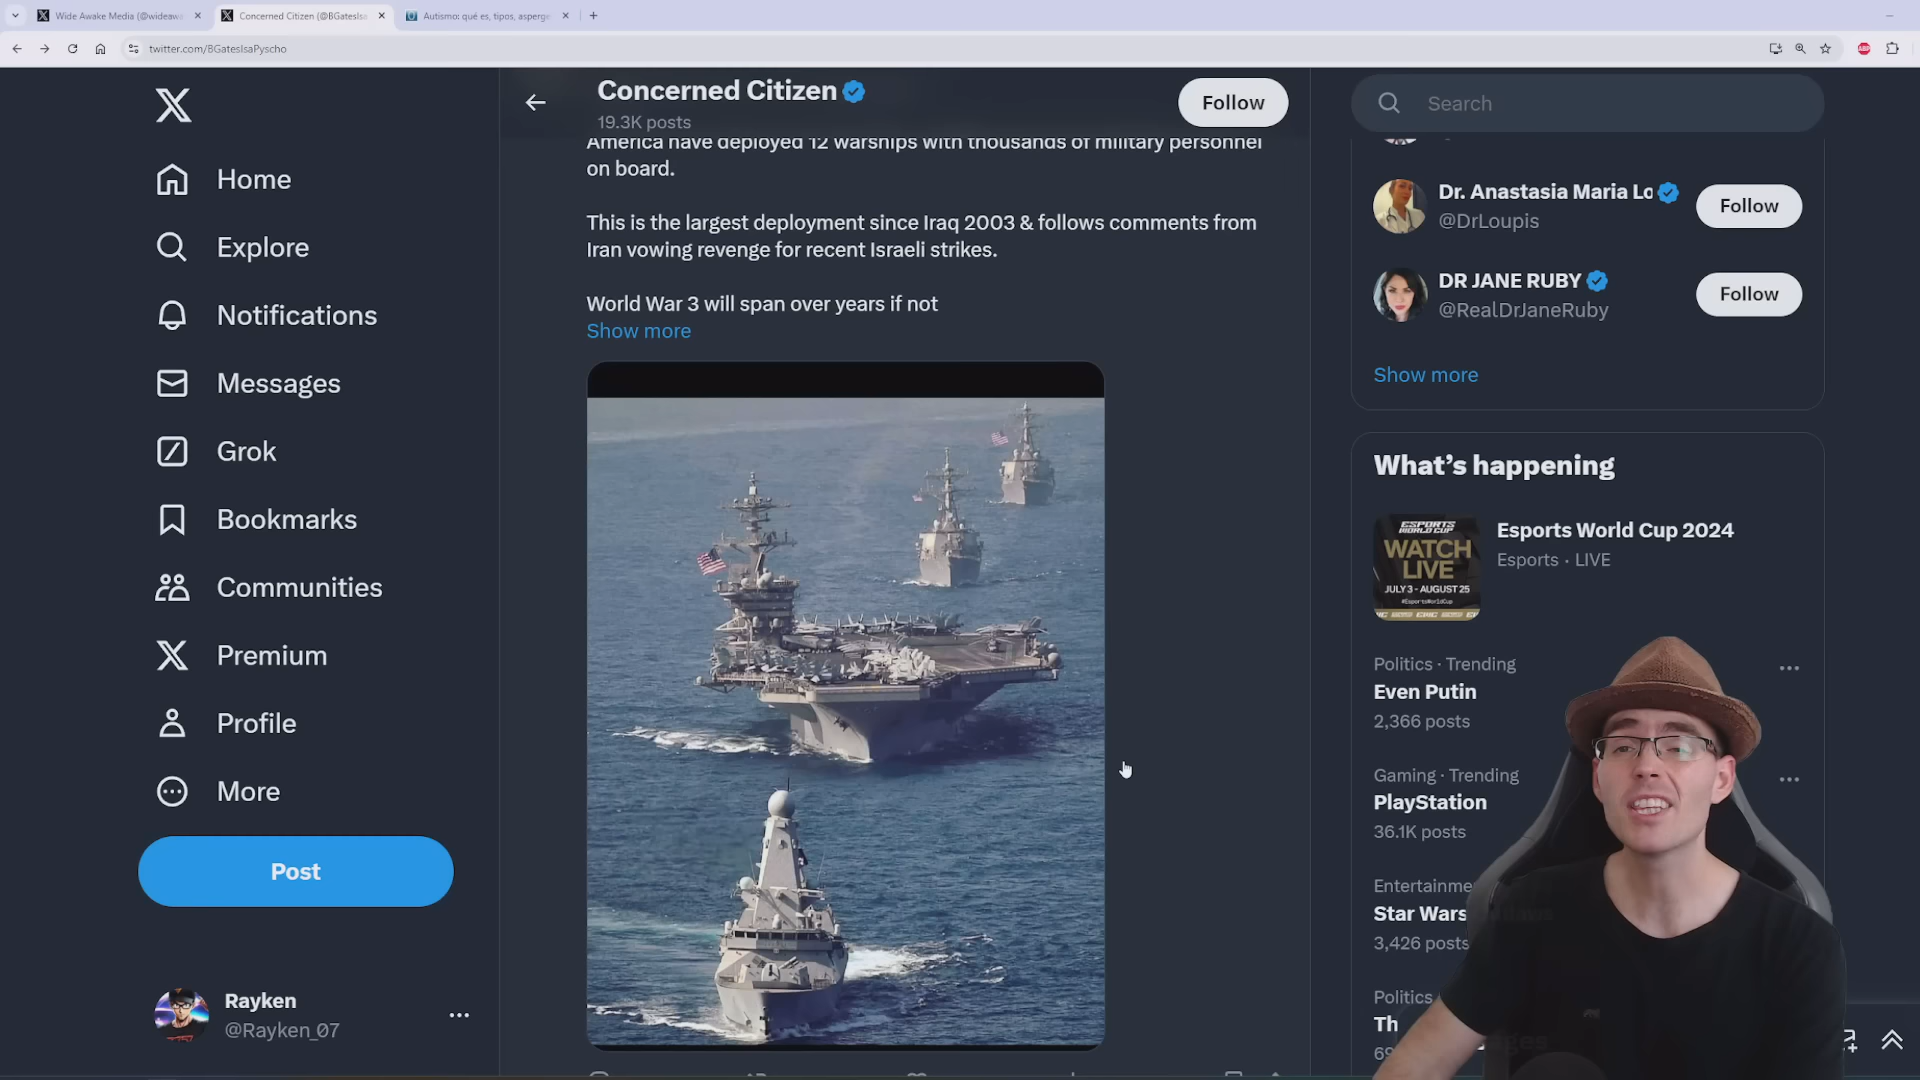 Wide Awake Media (@wideaw
Concerned Citizen (@BGatesIsa
Autismo: qué es, tipos, asperge
twitter.com/BGatesIsaPyscho
Home
Explore
Notifications
Messages
Grok
Bookmarks
Communities
Premium
Profile
More
Post
Rayken
@Rayken_07
Concerned Citizen
19.3K posts
Follow
America have deployed 12 warships with thousands of military personnel
on board.
This is the largest deployment since Iraq 2003 & follows comments from
Iran vowing revenge for recent Israeli strikes.
World War 3 will span over years if not
Show more
Search
Dr. Anastasia Maria Lo
@DrLoupis
Follow
DR JANE RUBY
@RealDrJaneRuby
Follow
Show more
What’s happening
ESPORTS
WORLD CUP
WATCH
LIVE
JULY 3 - AUGUST 25
#EsportsWorldCup
Esports World Cup 2024
Esports · LIVE
Politics · Trending
Even Putin
2,366 posts
Gaming · Trending
PlayStation
36.1K posts
Entertainme
Star Wars
3,426 posts
Politics
Th
69